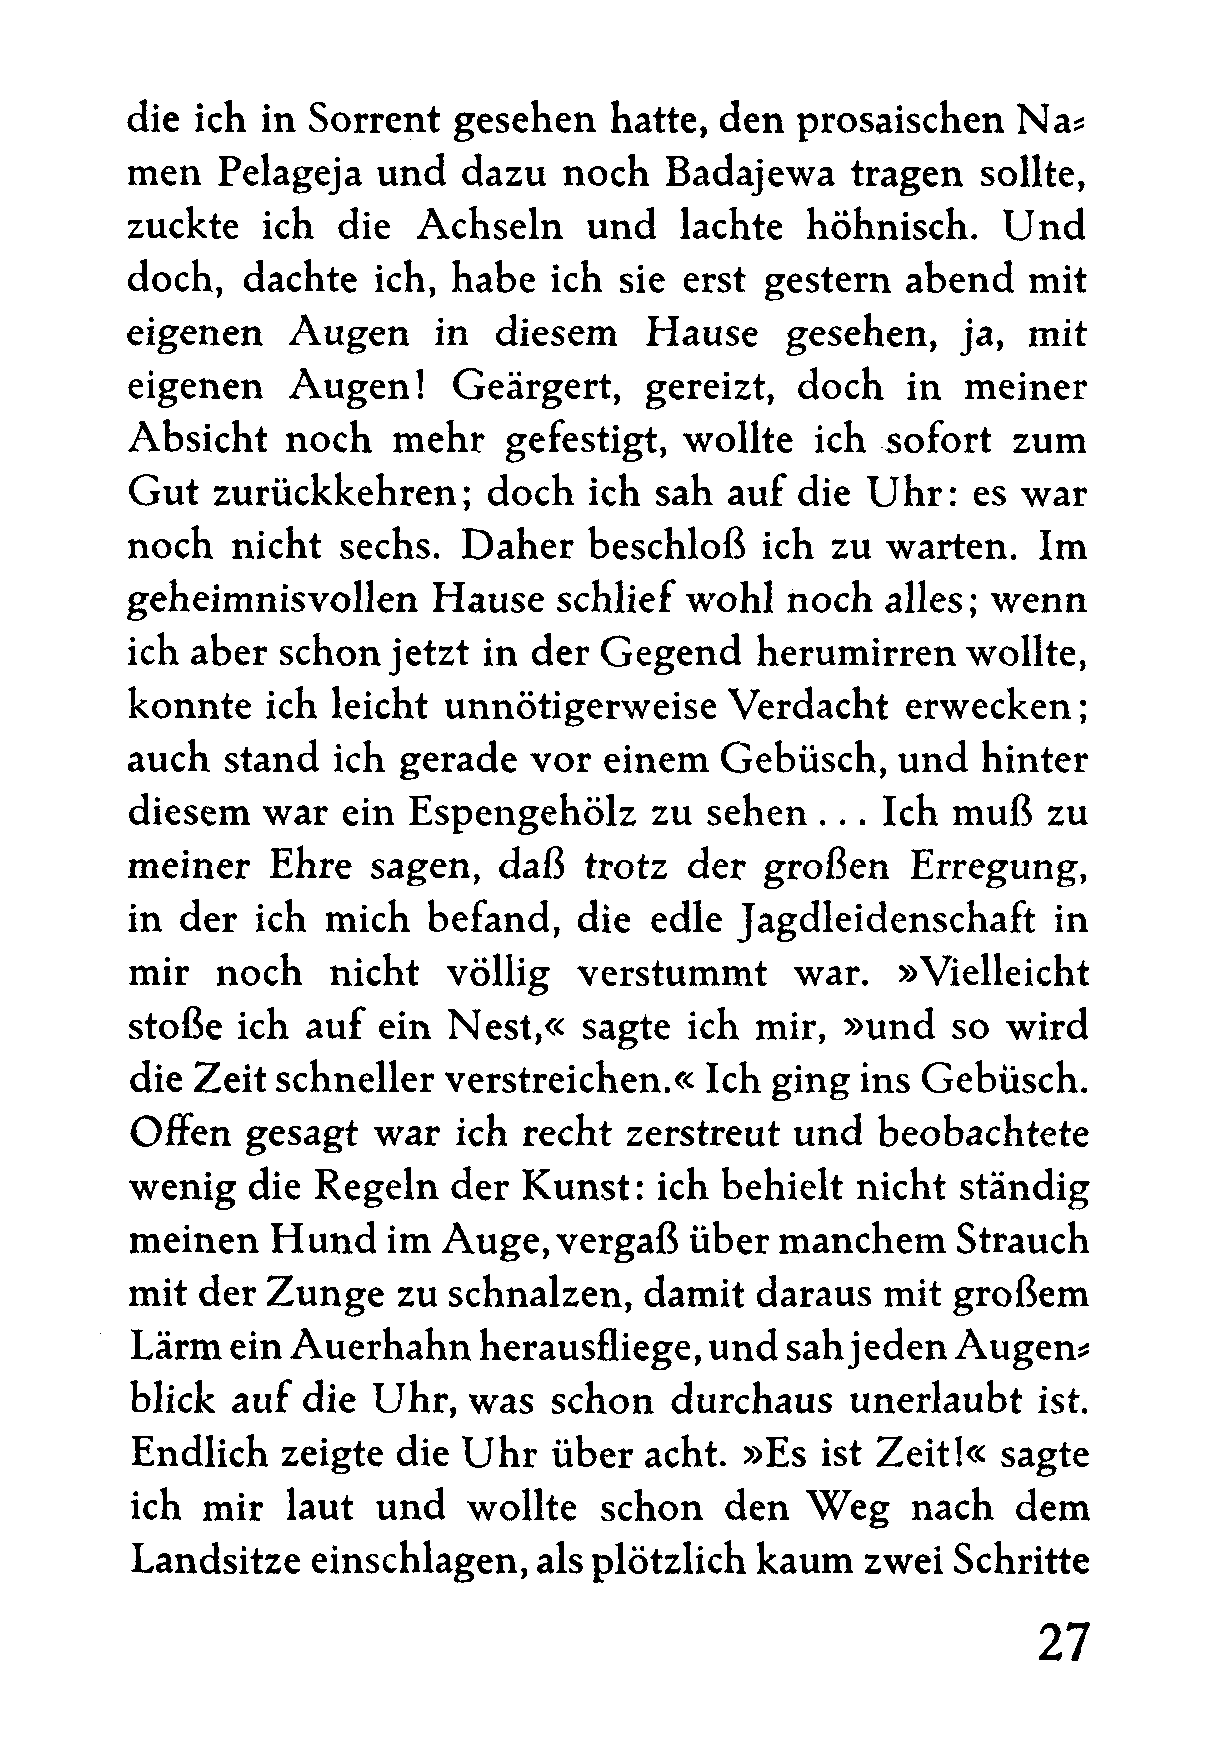 die ich in Sorrent gesehen hatte, den prosaischen Na⸗
men Pelageja und dazu noch Badajewa tragen sollte,
zuckte ich die Achseln und lachte höhnisch. Und
doch, dachte ich, habe ich sie erst gestern abend mit
eigenen Augen in diesem Hause gesehen, ja, mit
eigenen Augen! Geärgert, gereizt, doch in meiner
Absicht noch mehr gefestigt, wollte ich sofort zum
Gut zurückkehren; doch ich sah auf die Uhr: es war
noch nicht sechs. Daher beschloß ich zu warten. Im
geheimnisvollen Hause schlief wohl noch alles; wenn
ich aber schon jetzt in der Gegend herumirren wollte,
konnte ich leicht unnötigerweise Verdacht erwecken;
auch stand ich gerade vor einem Gebüsch, und hinter
diesem war ein Espengehölz zu sehen . . . Ich muß zu
meiner Ehre sagen, daß trotz der großen Erregung,
in der ich mich befand, die edle Jagdleidenschaft in
mir noch nicht völlig verstummt war. »Vielleicht
stoße ich auf ein Nest,« sagte ich mir, »und so wird
die Zeit schneller verstreichen.« Ich ging ins Gebüsch.
Offen gesagt war ich recht zerstreut und beobachtete
wenig die Regeln der Kunst: ich behielt nicht ständig
meinen Hund im Auge, vergaß über manchem Strauch
mit der Zunge zu schnalzen, damit daraus mit großem
Lärm ein Auerhahn herausfliege, und sah jeden Augen⸗
blick auf die Uhr, was schon durchaus unerlaubt ist.
Endlich zeigte die Uhr über acht. »Es ist Zeit!« sagte
ich mir laut und wollte schon den Weg nach dem
Landsitze einschlagen, als plötzlich kaum zwei Schritte
27